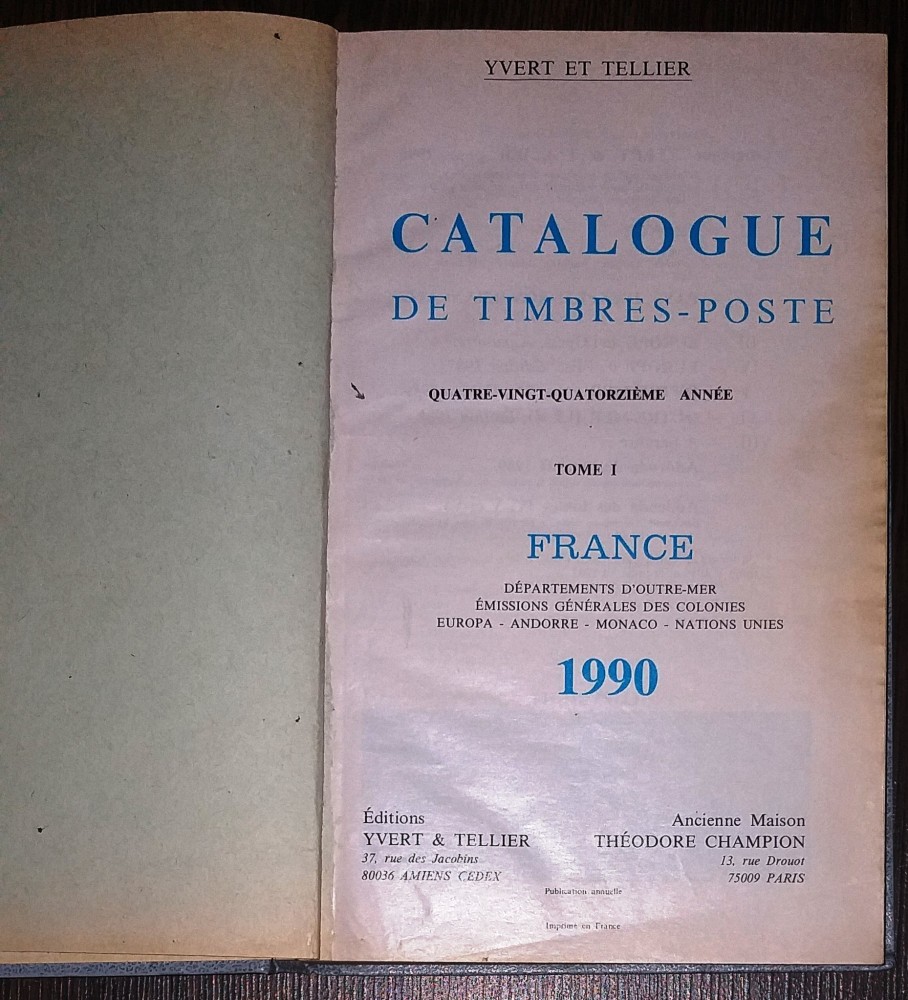 YVERT ET TELLIER
CATALOGUE
DE TIMBRES-POSTE
QUATRE-VINGT-QUATORZIÈME ANNÉE
TOME I
FRANCE
DÉPARTEMENTS D'OUTRE-MER
ÉMISSIONS GÉNÉRALES DES COLONIES
EUROPA - ANDORRE - MONACO - NATIONS UNIES
1990
Éditions
YVERT & TELLIER
37, rue des Jacobins
80036 AMIENS CEDEX
Ancienne Maison
THÉODORE CHAMPION
13, rue Drouot
75009 PARIS
Publication annuelle
Imprimé en France